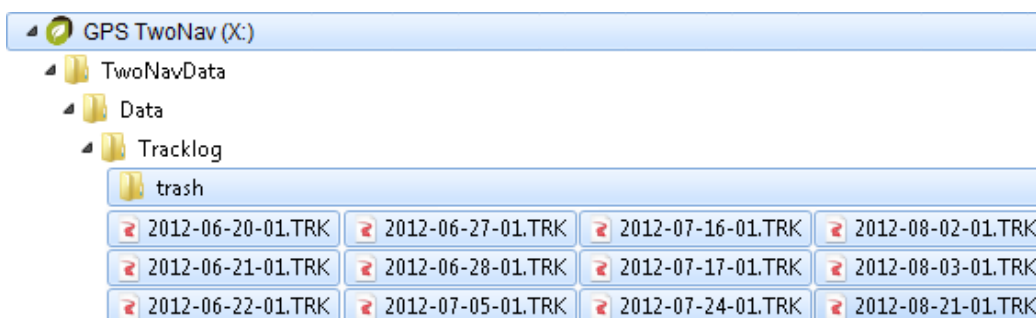 GPS TwoNav (X:)
TwoNavData
Data
Tracklog
trash
2012-06-20-01.TRK 2012-06-27-01.TRK 2012-07-16-01.TRK 2012-08-02-01.TRK
2012-06-21-01.TRK 2012-06-28-01.TRK 2012-07-17-01.TRK 2012-08-03-01.TRK
2012-06-22-01.TRK 2012-07-05-01.TRK 2012-07-24-01.TRK 2012-08-21-01.TRK